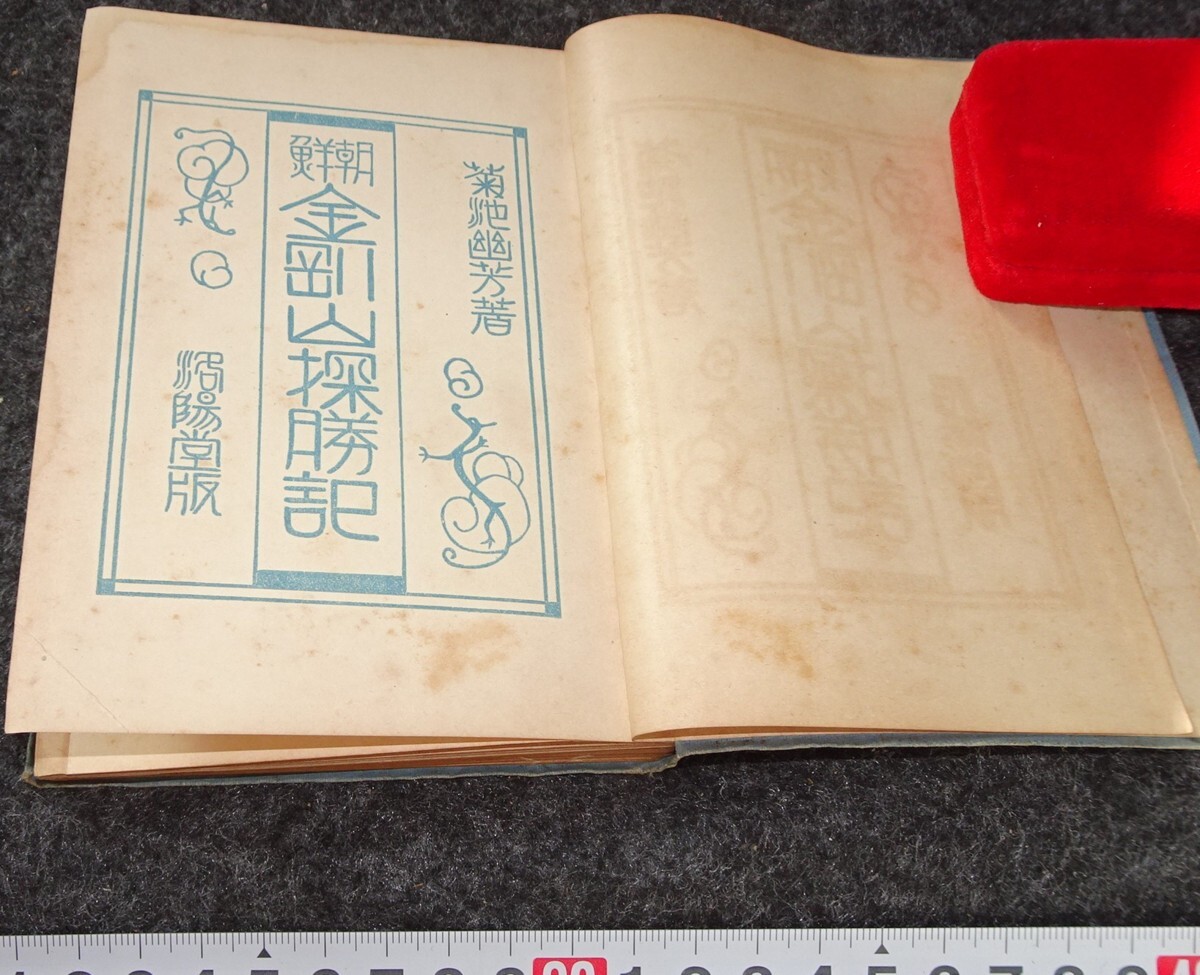 菊池幽芳著
朝鮮
金剛山探勝記
洛陽堂版